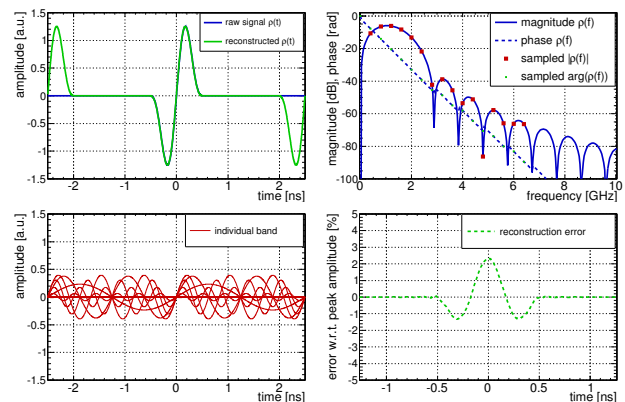 amplitude [a.u.]
1.5
1
0.5
0
-0.5
-1
-1.5
raw signal ρ(t)
reconstructed ρ(t)
-2 -1 0 1 2
time [ns]
magnitude [dB], phase [rad]
0
-20
-40
-60
-80
-100
magnitude ρ(f)
phase ρ(f)
sampled |ρ(f)|
sampled arg(ρ(f))
0 2 4 6 8 10
frequency [GHz]
amplitude [a.u.]
1.5
1
0.5
0
-0.5
-1
-1.5
individual band
-2 -1 0 1 2
time [ns]
error w.r.t. peak amplitude [%]
5
4
3
2
1
0
-1
-2
-3
-4
-5
reconstruction error
-1 -0.5 0 0.5 1
time [ns]